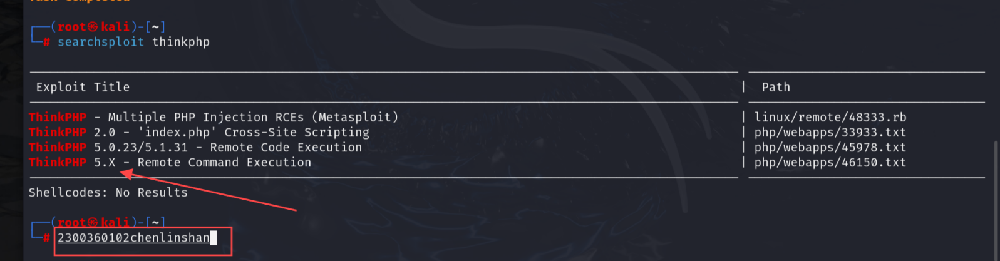 Task Completed
(root㉿kali)-[~]
# searchsploit thinkphp
Exploit Title | Path
ThinkPHP - Multiple PHP Injection RCEs (Metasploit) | linux/remote/48333.rb
ThinkPHP 2.0 - 'index.php' Cross-Site Scripting | php/webapps/33933.txt
ThinkPHP 5.0.23/5.1.31 - Remote Code Execution | php/webapps/45978.txt
ThinkPHP 5.X - Remote Command Execution | php/webapps/46150.txt
Shellcodes: No Results
(root㉿kali)-[~]
# 2300360102chenlinshan